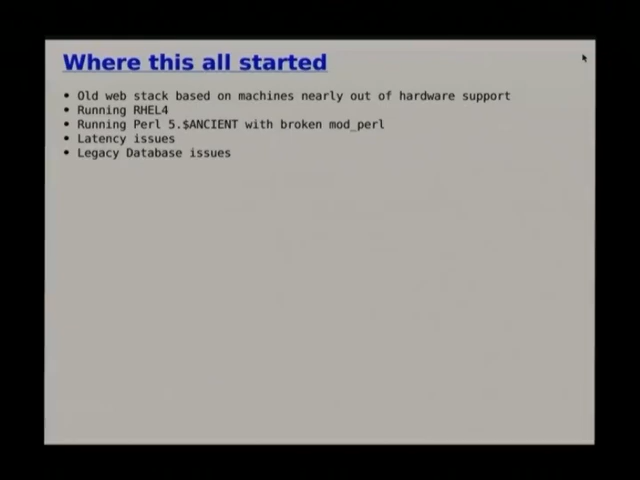 Where this all started
• Old web stack based on machines nearly out of hardware support
• Running RHEL4
• Running Perl 5.$ANCIENT with broken mod_perl
• Latency issues
• Legacy Database issues